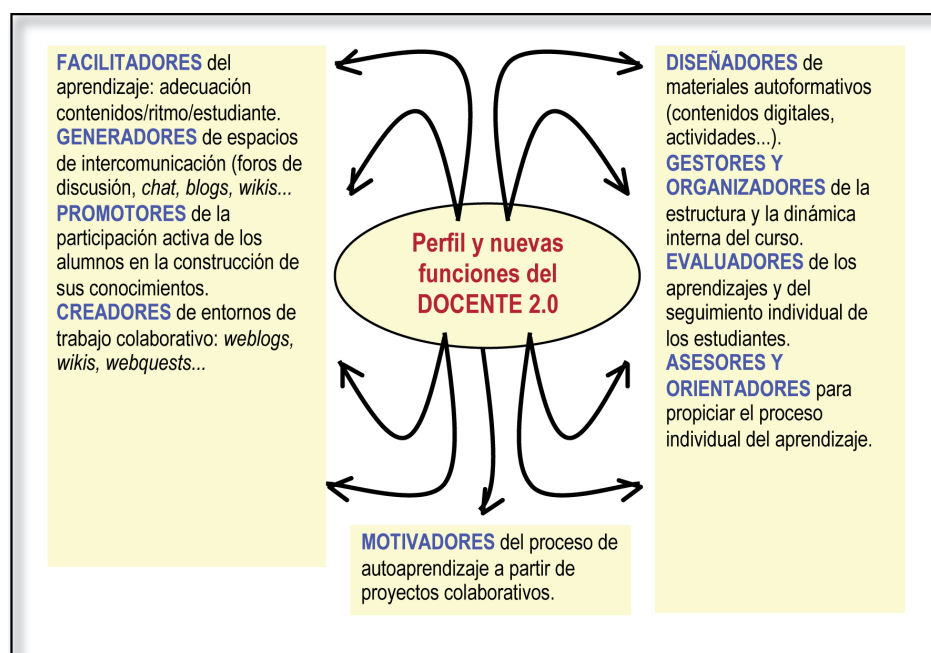 FACILITADORES del
aprendizaje: adecuación
contenidos/ritmo/estudiante.
GENERADORES de espacios
de intercomunicación (foros de
discusión, chat, blogs, wikis...
PROMOTORES de la
participación activa de los
alumnos en la construcción de
sus conocimientos.
CREADORES de entornos de
trabajo colaborativo: weblogs,
wikis, webquests...
Perfil y nuevas
funciones del
DOCENTE 2.0
DISEÑADORES de
materiales autoformativos
(contenidos digitales,
actividades...).
GESTORES Y
ORGANIZADORES de la
estructura y la dinámica
interna del curso.
EVALUADORES de los
aprendizajes y del
seguimiento individual de
los estudiantes.
ASESORES Y
ORIENTADORES para
propiciar el proceso
individual del aprendizaje.
MOTIVADORES del proceso de
autoaprendizaje a partir de
proyectos colaborativos.